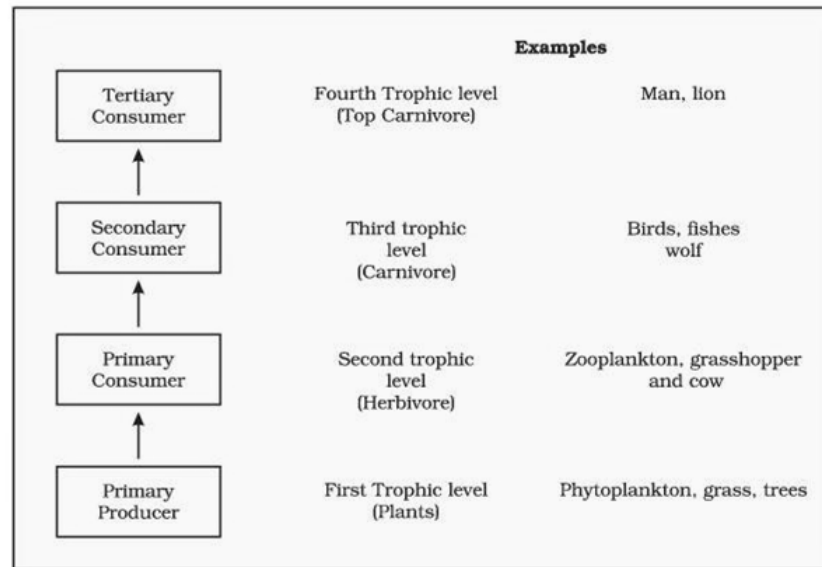 Examples
Tertiary
Consumer
Fourth Trophic level
(Top Carnivore)
Man, lion
Secondary
Consumer
Third trophic
level
(Carnivore)
Birds, fishes
wolf
Primary
Consumer
Second trophic
level
(Herbivore)
Zooplankton, grasshopper
and cow
Primary
Producer
First Trophic level
(Plants)
Phytoplankton, grass, trees